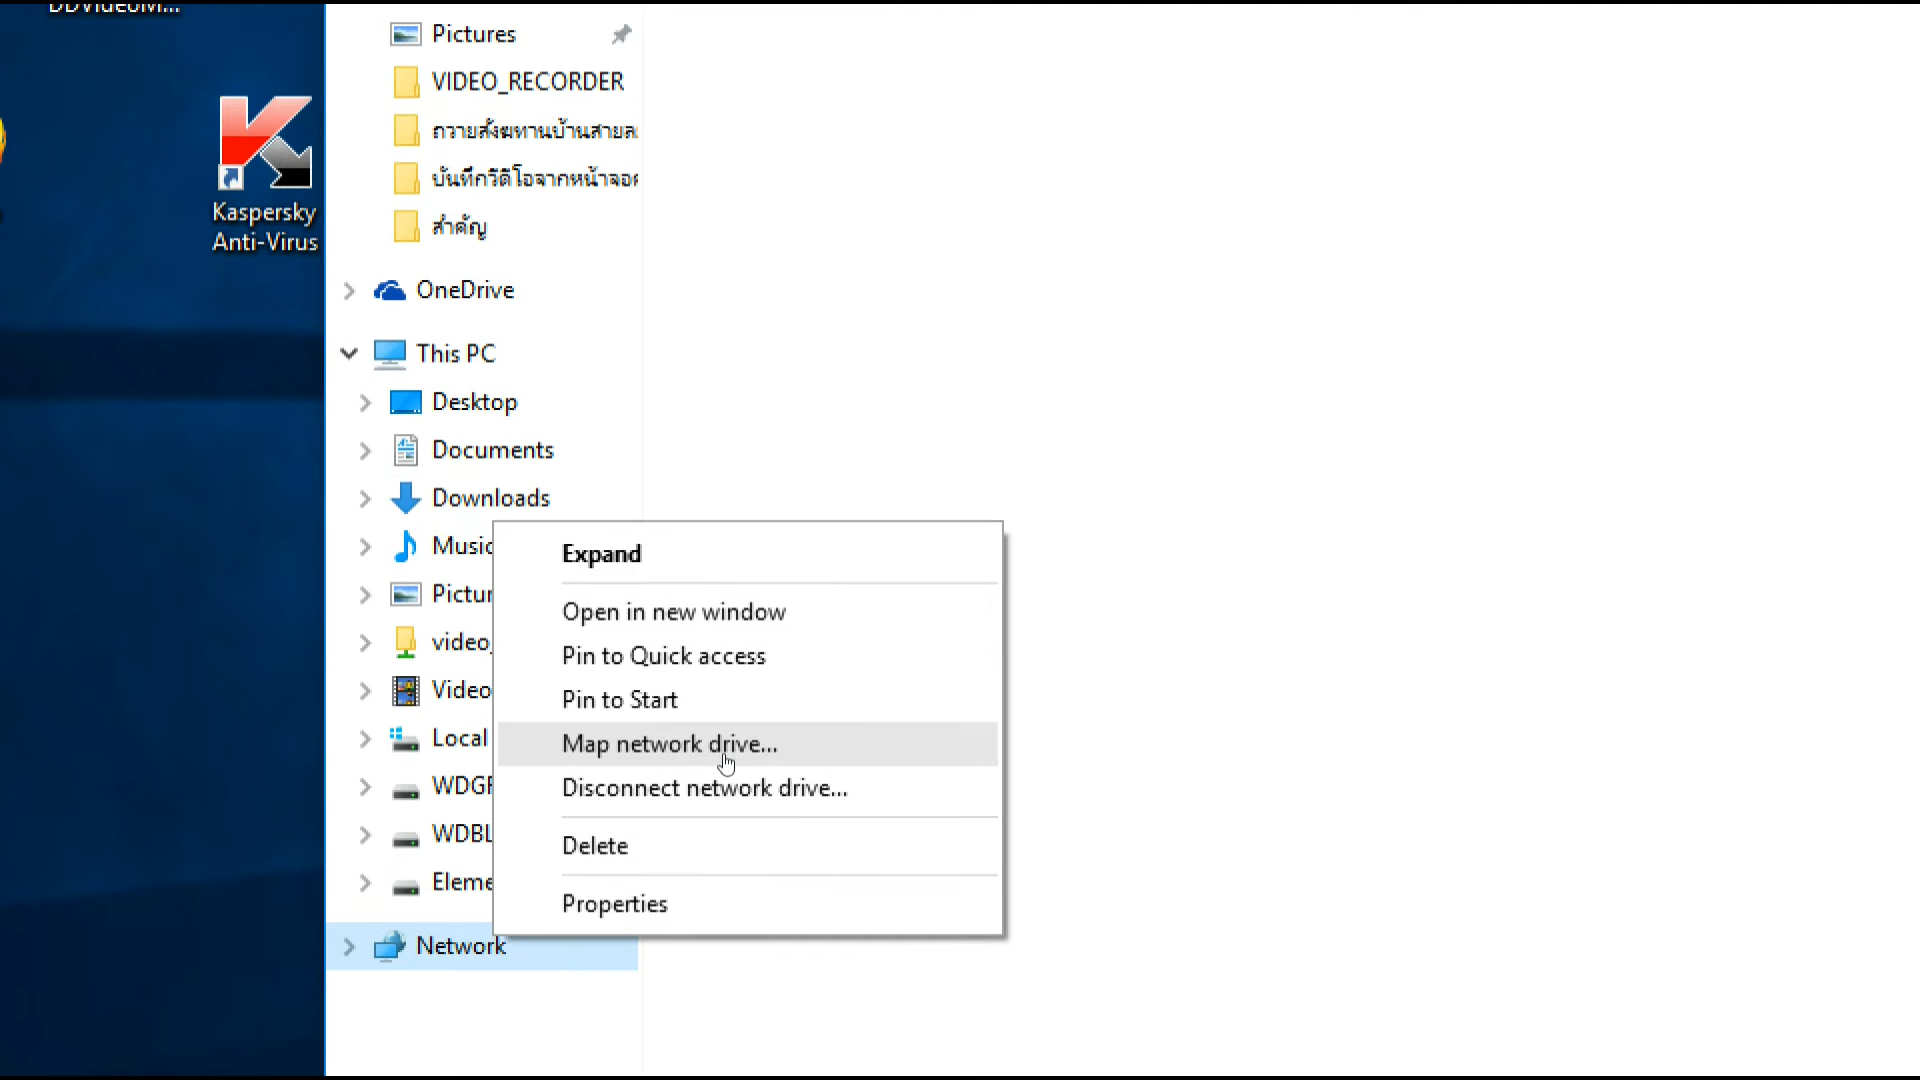 Pictures
VIDEO_RECORDER
ถวายสังฆทานบ้านสายล
บันทึกวิดีโอจากหน้าจอ
สำคัญ
Kaspersky
Anti-Virus
OneDrive
This PC
Desktop
Documents
Downloads
Music
Pictur
video_
Video
Local
WDGR
WDBL
Eleme
Network
Expand
Open in new window
Pin to Quick access
Pin to Start
Map network drive...
Disconnect network drive...
Delete
Properties